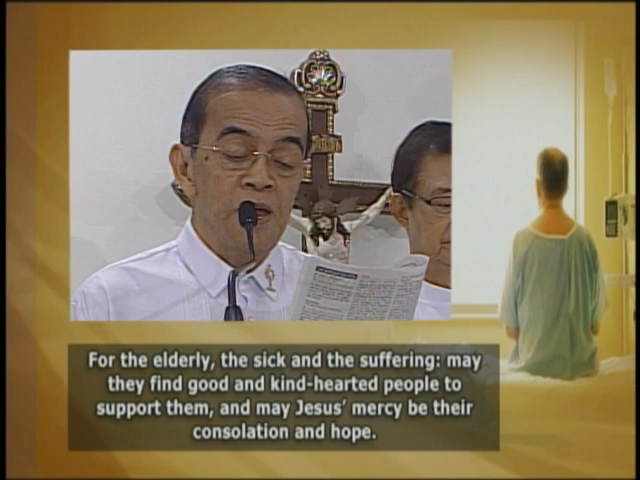 For the elderly, the sick and the suffering: may
they find good and kind-hearted people to
support them, and may Jesus' mercy be their
consolation and hope.